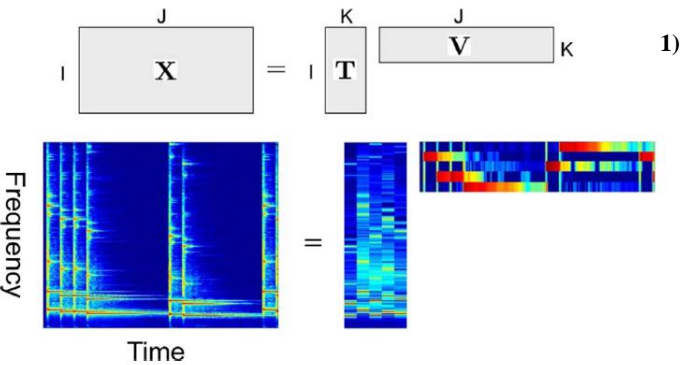 J K J
I X = I T V K 1)
Frequency =
Time